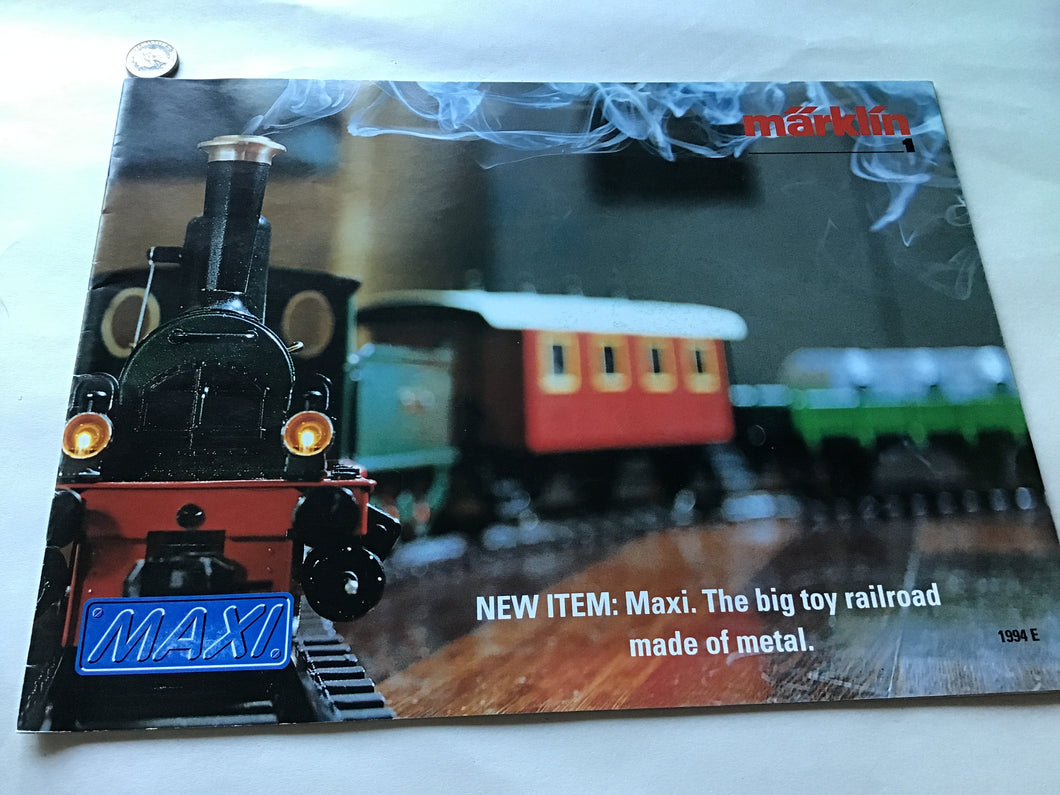 märklin
1
NEW ITEM: Maxi. The big toy railroad
made of metal.
1994 E
MAXI